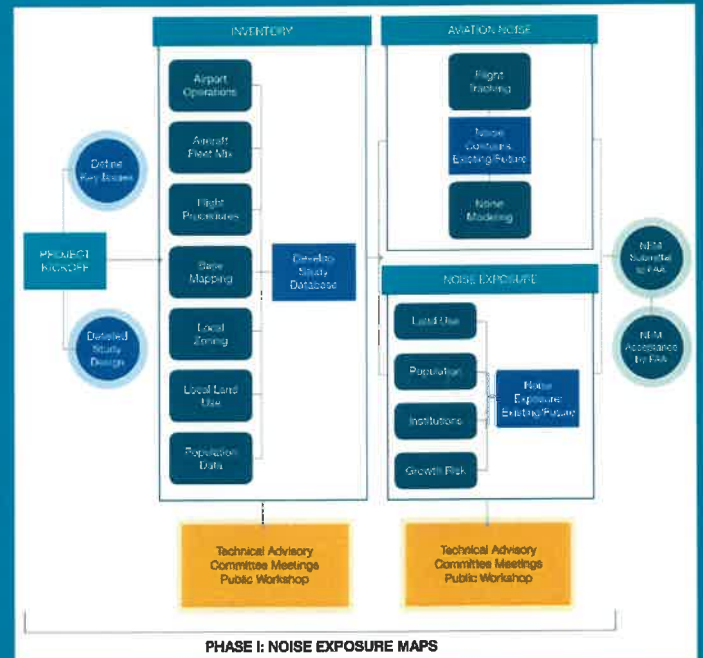 INVENTORY
AVIATION NOISE
Airport
Operations
Aircraft
Fleet Mix
Flight
Procedures
Base
Mapping
Local
Zoning
Local Land
Use
Population
Data
Define
Key Issues
PROJECT
KICKOFF
Detailed
Study
Design
Develop
Study
Database
Flight
Tracking
Noise
Contours
Existing/Future
Noise
Modeling
NOISE EXPOSURE
Land Use
Population
Institutions
Growth Risk
Noise
Exposure
Existing/Future
NEM
Submittal
to FAA
NEM
Acceptance
by FAA
Technical Advisory
Committee Meetings
Public Workshop
Technical Advisory
Committee Meetings
Public Workshop
PHASE I: NOISE EXPOSURE MAPS